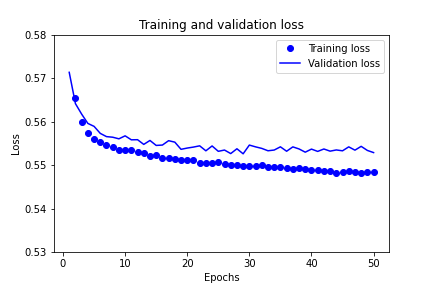 Training and validation loss
Training loss
Validation loss
0.58
0.57
0.56
0.55
0.54
0.53
Loss
0 10 20 30 40 50
Epochs